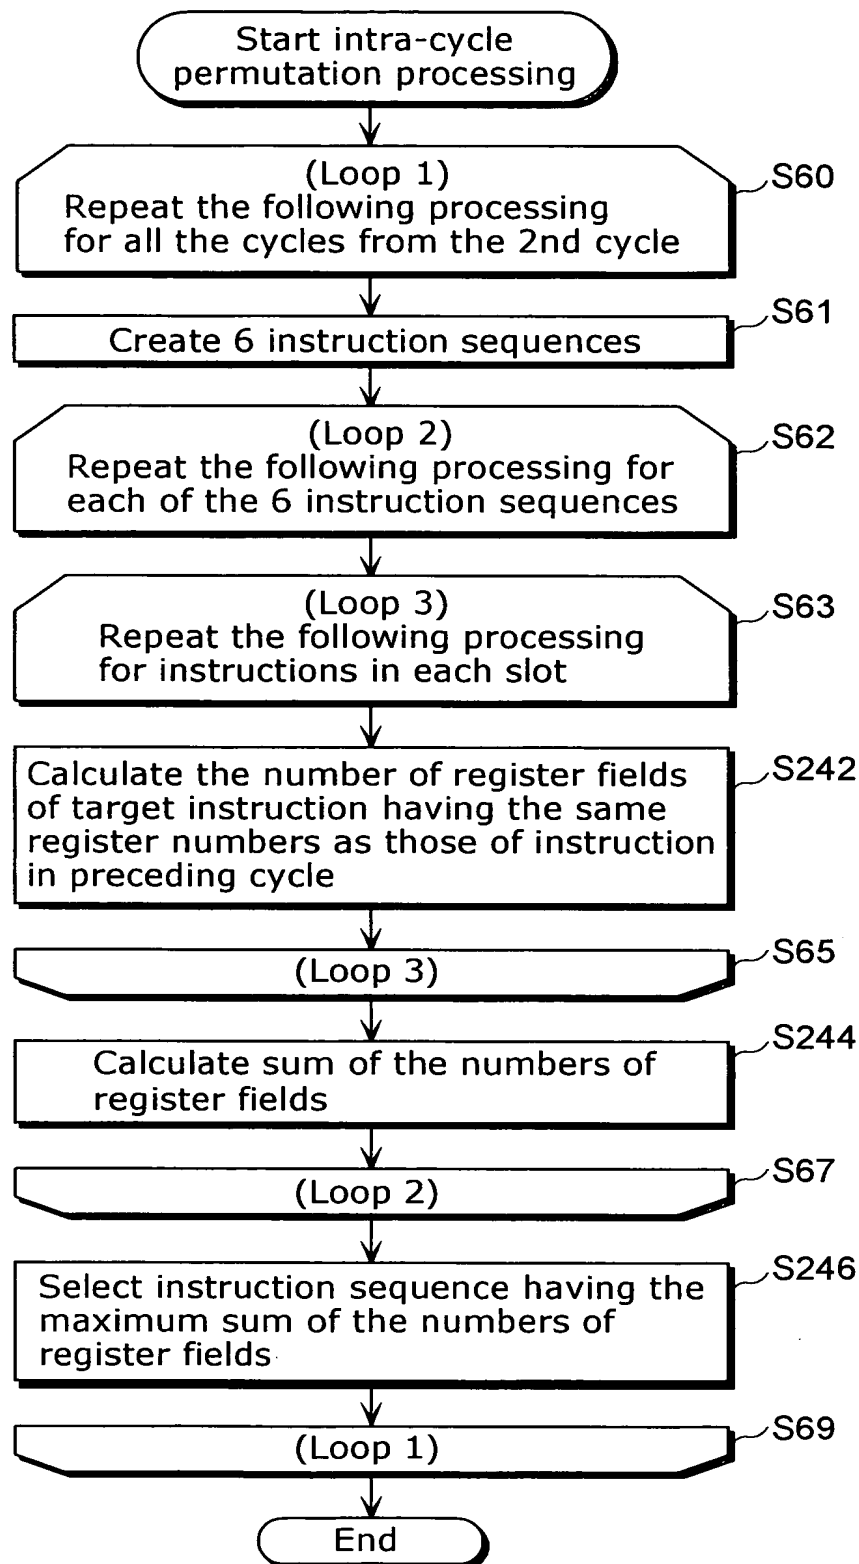 Start intra-cycle
permutation processing
(Loop 1)
Repeat the following processing
for all the cycles from the 2nd cycle
S60
Create 6 instruction sequences
S61
(Loop 2)
Repeat the following processing for
each of the 6 instruction sequences
S62
(Loop 3)
Repeat the following processing
for instructions in each slot
S63
Calculate the number of register fields
of target instruction having the same
register numbers as those of instruction
in preceding cycle
S242
(Loop 3)
S65
Calculate sum of the numbers of
register fields
S244
(Loop 2)
S67
Select instruction sequence having the
maximum sum of the numbers of
register fields
S246
(Loop 1)
S69
End